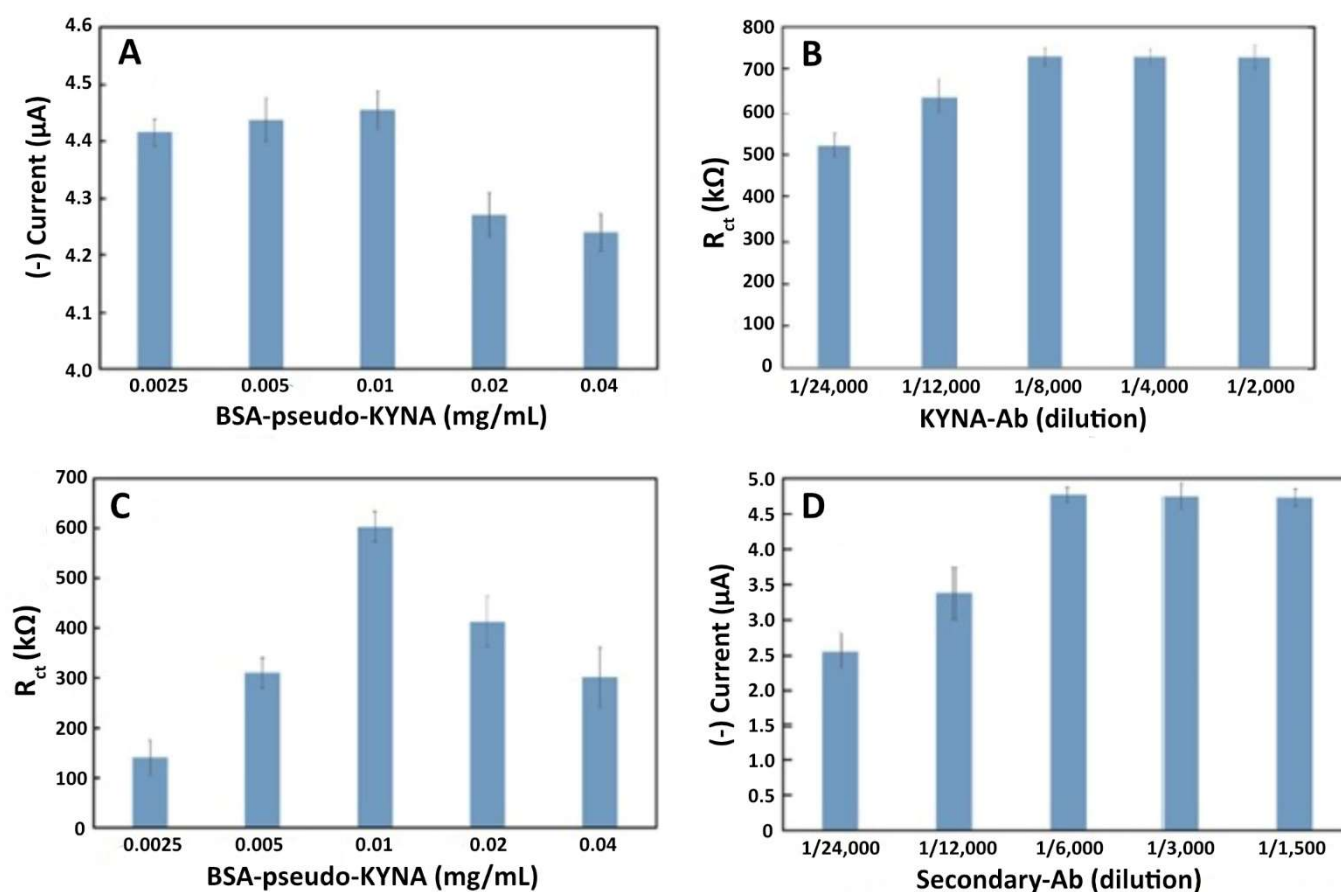 A
(-) Current (µA)
4.6
4.5
4.4
4.3
4.2
4.1
4.0
0.0025 0.005 0.01 0.02 0.04
BSA-pseudo-KYNA (mg/mL)
B
Rct (kΩ)
800
700
600
500
400
300
200
100
0
1/24,000 1/12,000 1/8,000 1/4,000 1/2,000
KYNA-Ab (dilution)
C
Rct (kΩ)
700
600
500
400
300
200
100
0
0.0025 0.005 0.01 0.02 0.04
BSA-pseudo-KYNA (mg/mL)
D
(-) Current (µA)
5.0
4.5
4.0
3.5
3.0
2.5
2.0
1.5
1.0
0.5
0
1/24,000 1/12,000 1/6,000 1/3,000 1/1,500
Secondary-Ab (dilution)